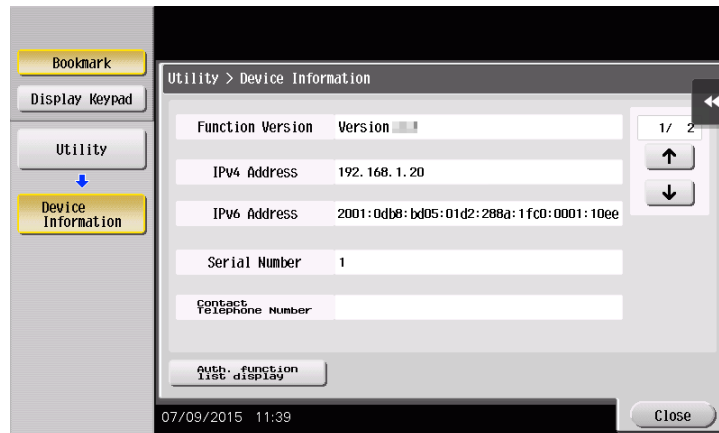 Bookmark
Display Keypad
Utility
Device
Information
Utility > Device Information
Function Version
Version
1/ 2
IPv4 Address
192.168.1.20
IPv6 Address
2001:0db8:bd05:01d2:288a:1fc0:0001:10ee
Serial Number
1
Contact
Telephone Number
Auth. function
list display
07/09/2015 11:39
Close